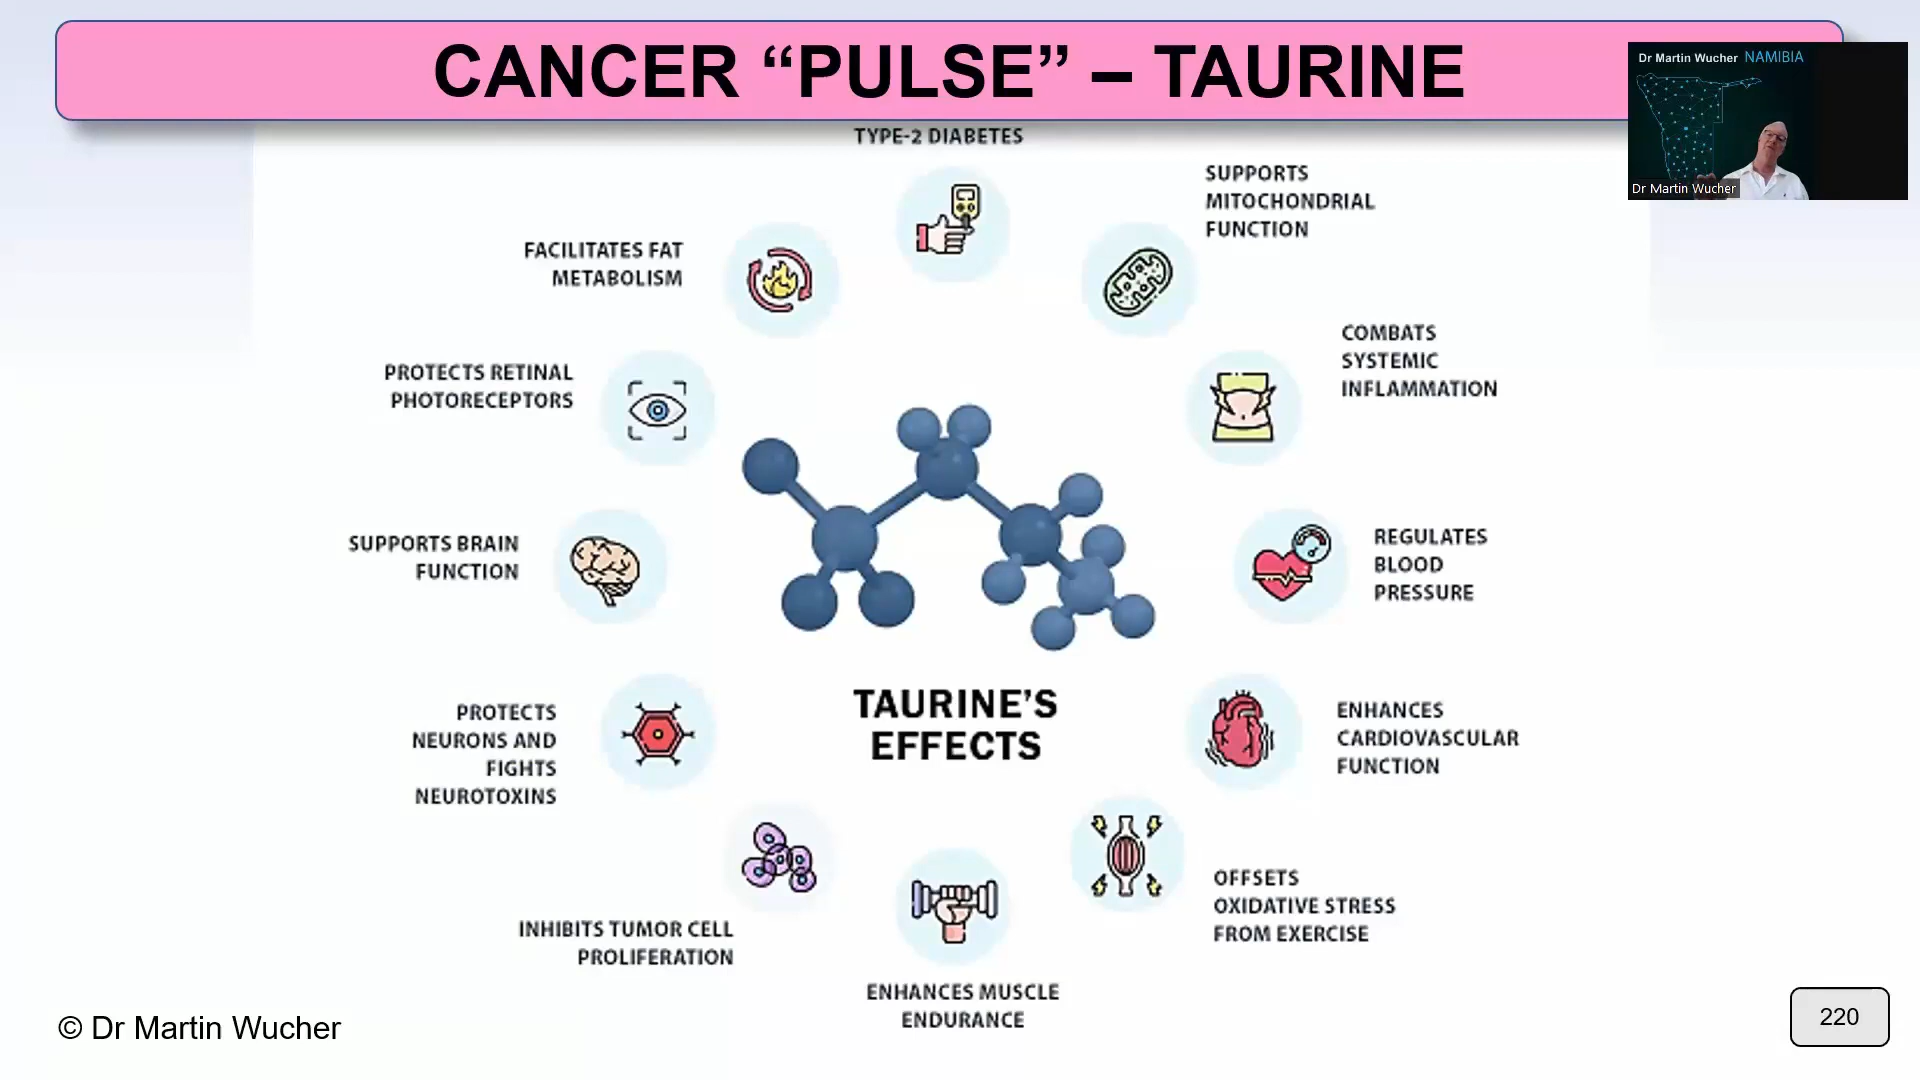 CANCER “PULSE” – TAURINE
Dr Martin Wucher NAMIBIA
Dr Martin Wucher
TYPE-2 DIABETES
SUPPORTS
MITOCHONDRIAL
FUNCTION
COMBATS
SYSTEMIC
INFLAMMATION
REGULATES
BLOOD
PRESSURE
ENHANCES
CARDIOVASCULAR
FUNCTION
OFFSETS
OXIDATIVE STRESS
FROM EXERCISE
ENHANCES MUSCLE
ENDURANCE
INHIBITS TUMOR CELL
PROLIFERATION
PROTECTS
NEURONS AND
FIGHTS
NEUROTOXINS
SUPPORTS BRAIN
FUNCTION
PROTECTS RETINAL
PHOTORECEPTORS
FACILITATES FAT
METABOLISM
TAURINE’S
EFFECTS
© Dr Martin Wucher
220